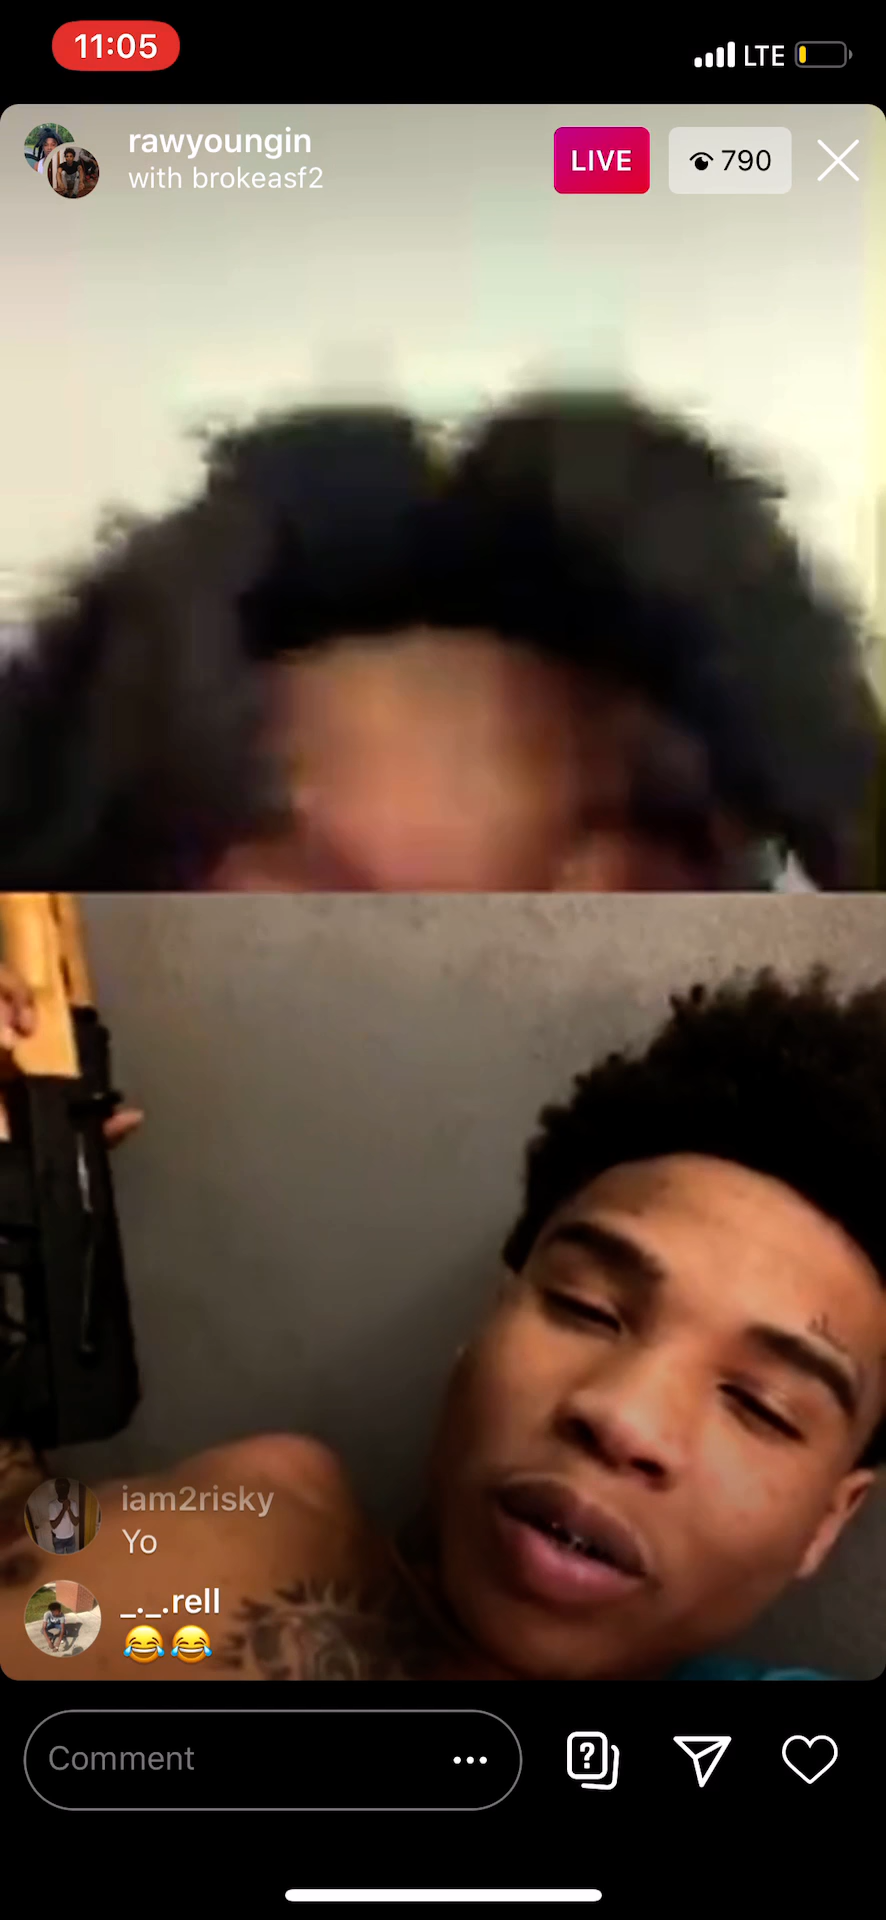 11:05
LTE
rawyoungin
with brokeasf2
LIVE
790
iam2risky
Yo
_._.rell
😂😂
Comment